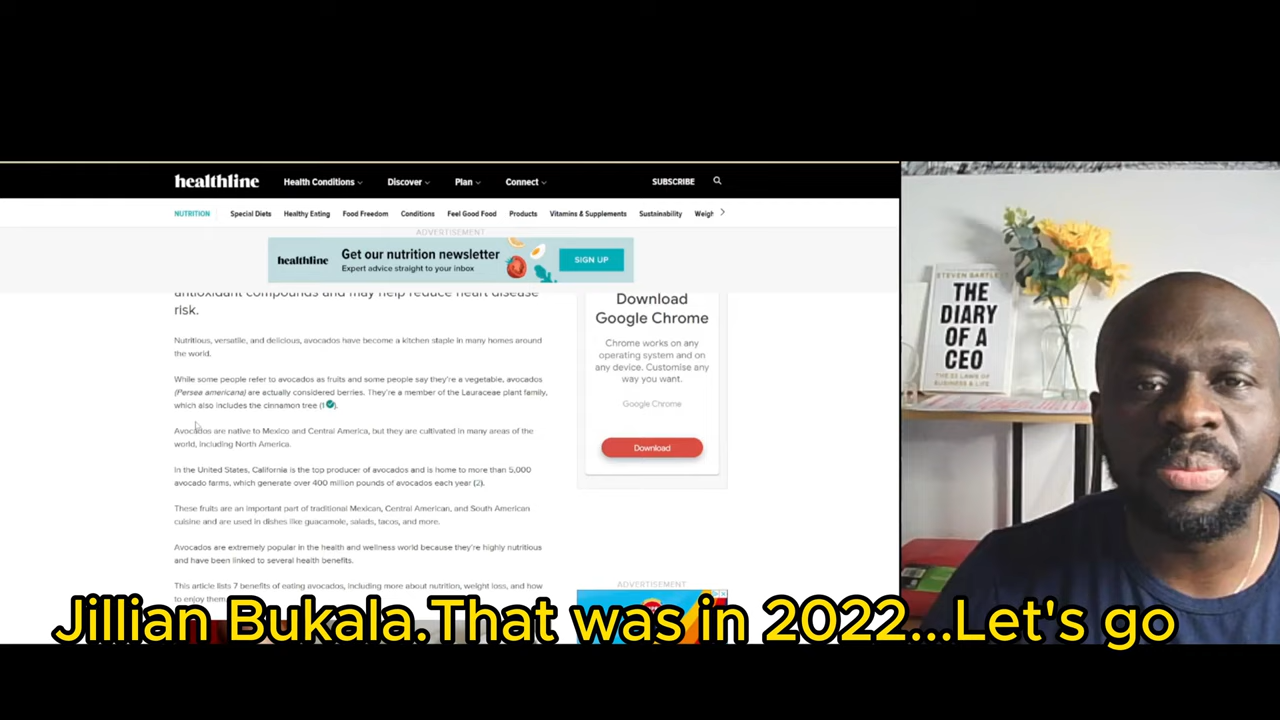 healthline
Health Conditions
Discover
Plan
Connect
SUBSCRIBE
NUTRITION
Special Diets
Healthy Eating
Food Freedom
Conditions
Feel Good Food
Products
Vitamins & Supplements
Sustainability
Weigh
ADVERTISEMENT
healthline
Get our nutrition newsletter
Expert advice straight to your inbox
SIGN UP
antioxidant compounds and may help reduce heart disease
risk.
Nutritious, versatile, and delicious, avocados have become a kitchen staple in many homes around
the world.
While some people refer to avocados as fruits and some people say they're a vegetable, avocados
(Persea americana) are actually considered berries. They're a member of the Lauraceae plant family,
which also includes the cinnamon tree (1).
Avocados are native to Mexico and Central America, but they are cultivated in many areas of the
world, including North America.
In the United States, California is the top producer of avocados and is home to more than 5,000
avocado farms, which generate over 400 million pounds of avocados each year (2).
These fruits are an important part of traditional Mexican, Central American, and South American
cuisine and are used in dishes like guacamole, salads, tacos, and more.
Avocados are extremely popular in the health and wellness world because they're highly nutritious
and have been linked to several health benefits.
This article lists 7 benefits of eating avocados, including more about nutrition, weight loss, and how
to enjoy them
Download
Google Chrome
Chrome works on any
operating system and on
any device. Customise any
way you want.
Google Chrome
Download
ADVERTISEMENT
STEVEN BARTLETT
THE
DIARY
OF A
CEO
THE 33 LAWS OF
BUSINESS & LIFE
Jillian Bukala.That was in 2022...Let's go